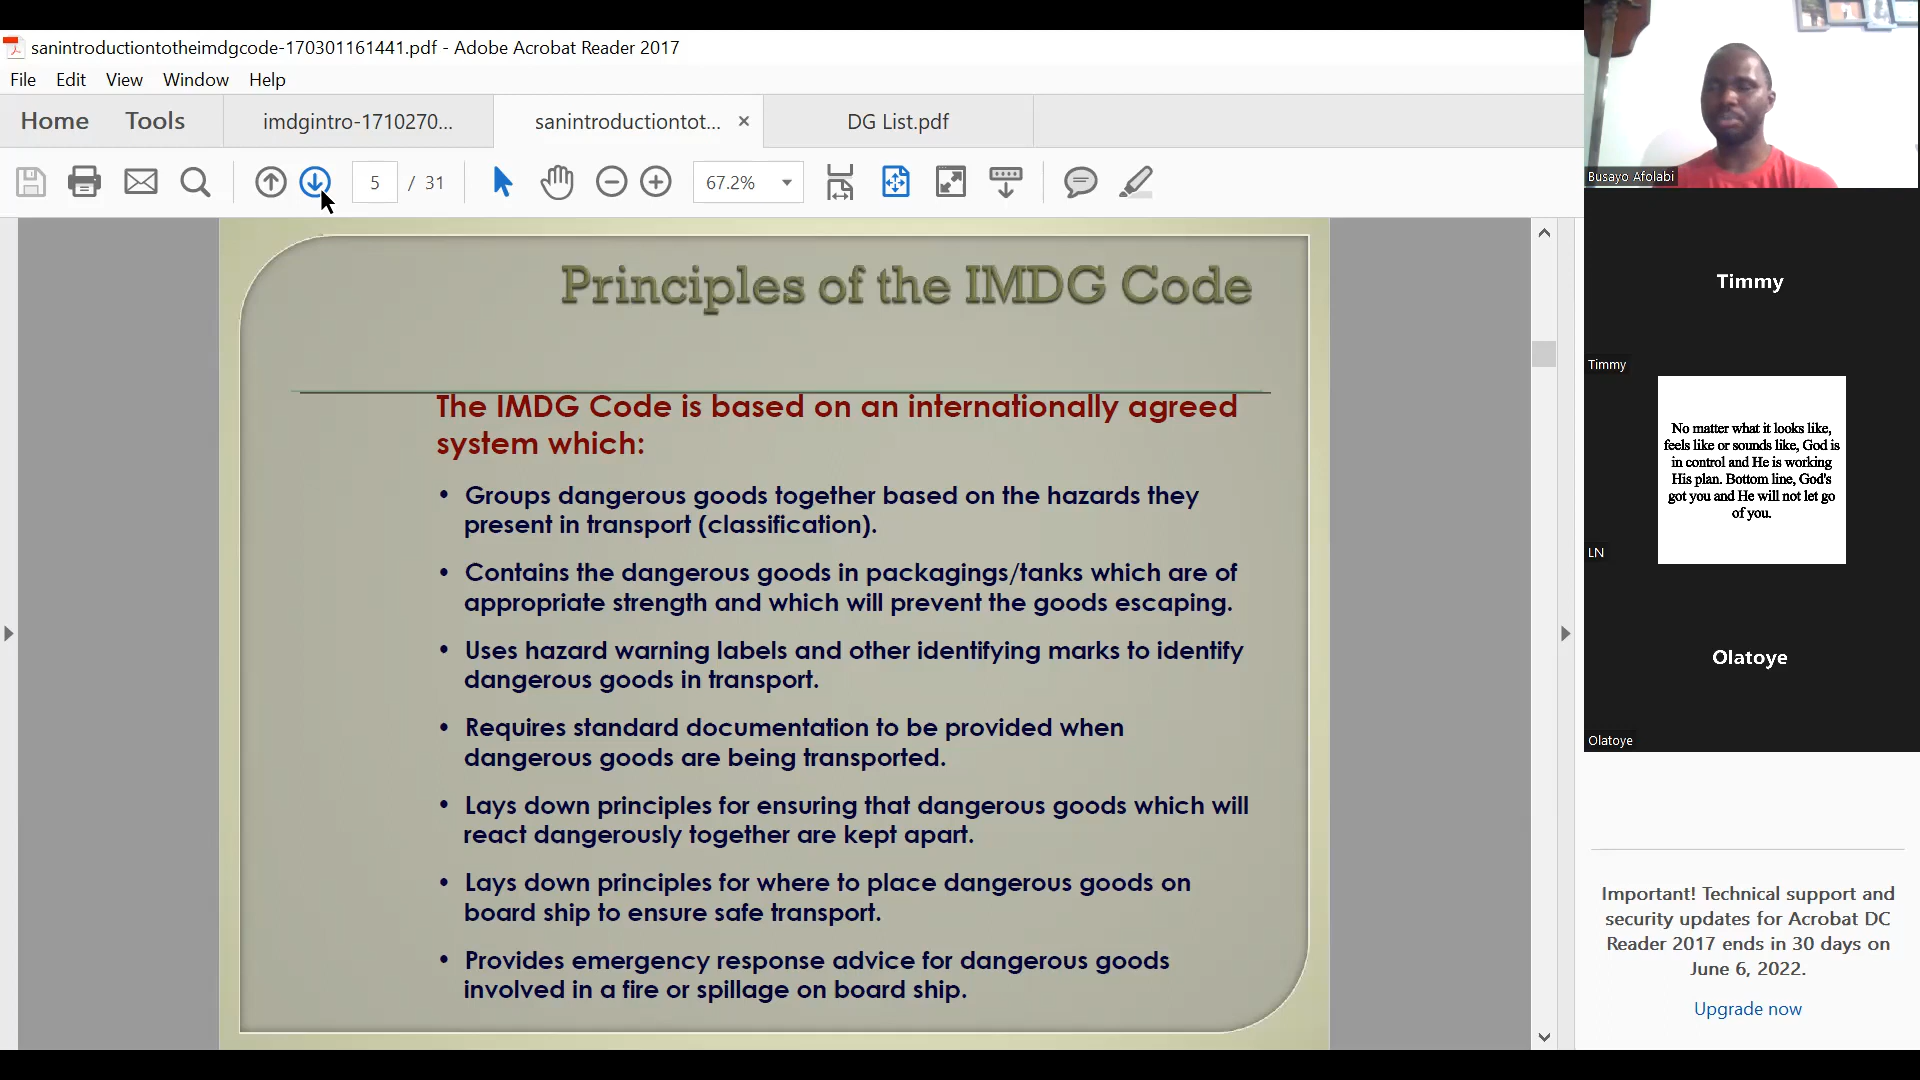 sanintroductiontotheimdgcode-170301161441.pdf - Adobe Acrobat Reader 2017
File Edit View Window Help
Home Tools imdgintro-1710270... sanintroductiontot... × DG List.pdf
5 / 31 67.2%
Principles of the IMDG Code
The IMDG Code is based on an internationally agreed
system which:
• Groups dangerous goods together based on the hazards they
present in transport (classification).
• Contains the dangerous goods in packagings/tanks which are of
appropriate strength and which will prevent the goods escaping.
• Uses hazard warning labels and other identifying marks to identify
dangerous goods in transport.
• Requires standard documentation to be provided when
dangerous goods are being transported.
• Lays down principles for ensuring that dangerous goods which will
react dangerously together are kept apart.
• Lays down principles for where to place dangerous goods on
board ship to ensure safe transport.
• Provides emergency response advice for dangerous goods
involved in a fire or spillage on board ship.
Busayo Afolabi
Timmy
Timmy
No matter what it looks like,
feels like or sounds like, God is
in control and He is working
His plan. Bottom line, God's
got you and He will not let go
of you.
LN
Olatoye
Olatoye
Important! Technical support and
security updates for Acrobat DC
Reader 2017 ends in 30 days on
June 6, 2022.
Upgrade now